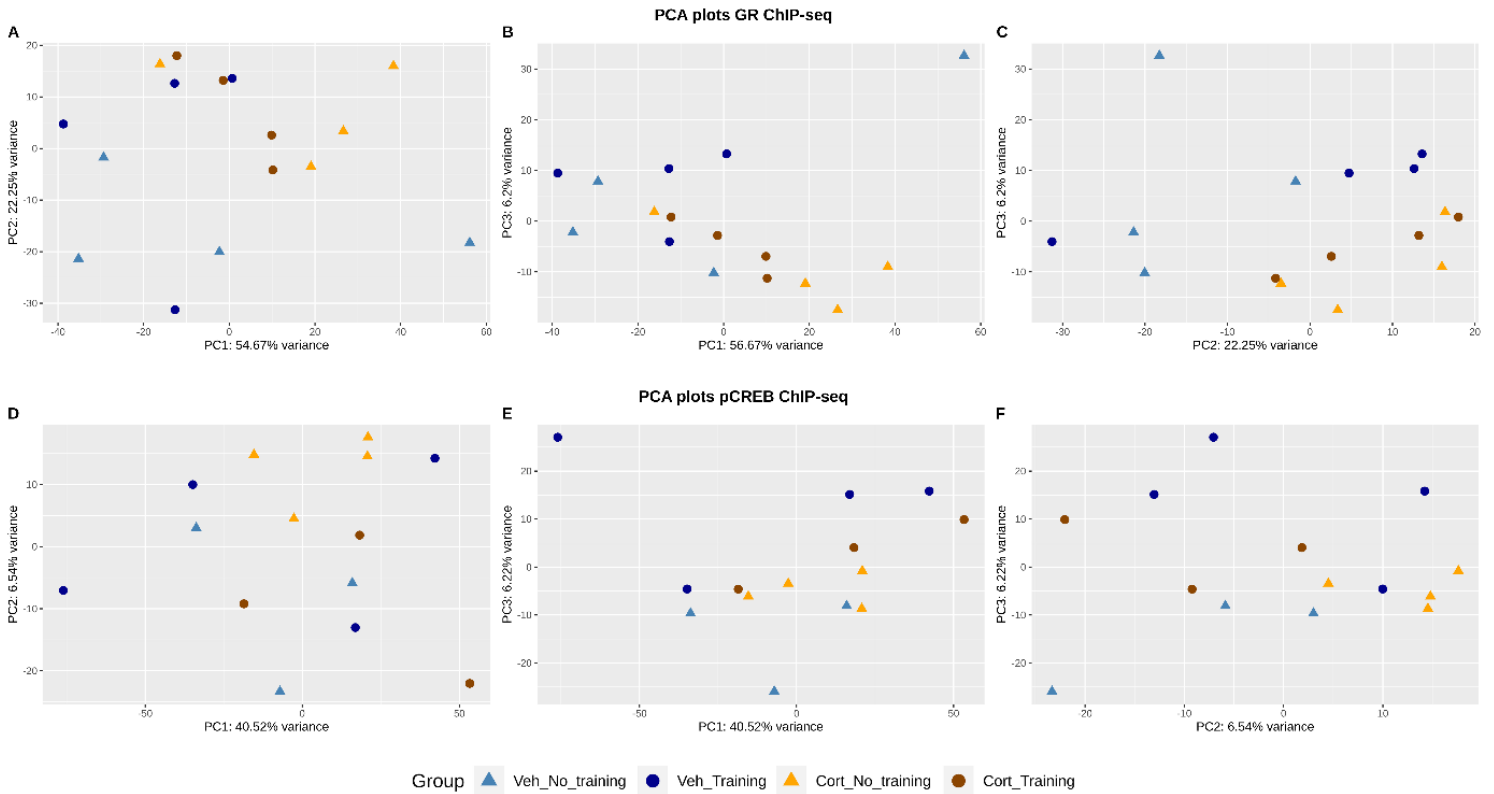 PCA plots GR ChIP-seq
A
B
C
20
10
0
-10
-20
-30
PC2: 22.25% variance
-40
-20
0
20
40
60
PC1: 54.67% variance
30
20
10
0
-10
PC3: 6.2% variance
-40
-20
0
20
40
60
PC1: 56.67% variance
30
20
10
0
-10
PC3: 6.2% variance
-30
-20
-10
0
10
20
PC2: 22.25% variance
PCA plots pCREB ChIP-seq
D
E
F
10
0
-10
-20
PC2: 6.54% variance
-50
0
50
PC1: 40.52% variance
20
10
0
-10
-20
PC3: 6.22% variance
-50
0
50
PC1: 40.52% variance
20
10
0
-10
-20
PC3: 6.22% variance
-20
-10
0
10
PC2: 6.54% variance
Group Veh_No_training Veh_Training Cort_No_training Cort_Training